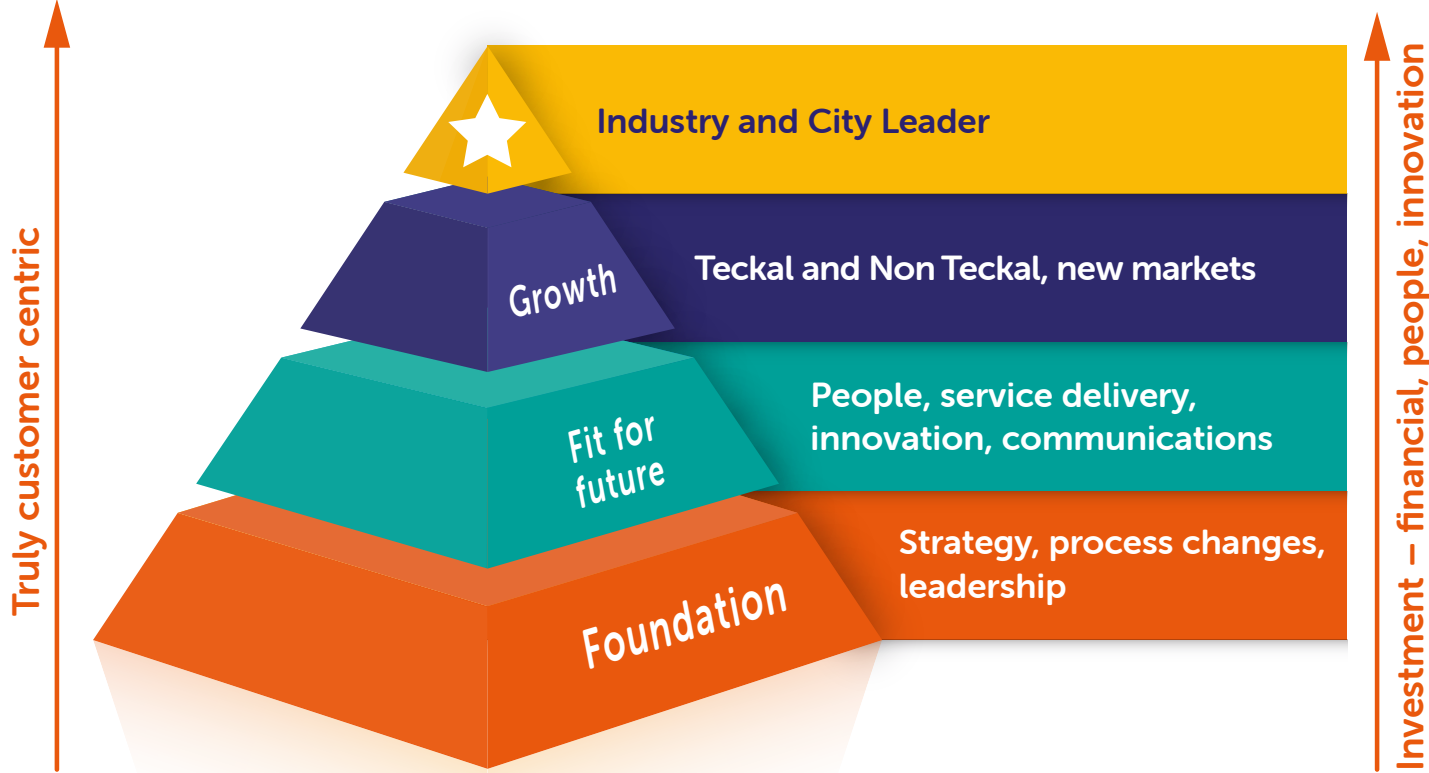 Truly customer centric
Industry and City Leader
Growth
Teckal and Non Teckal, new markets
Fit for
future
People, service delivery,
innovation, communications
Foundation
Strategy, process changes,
leadership
Investment – financial, people, innovation